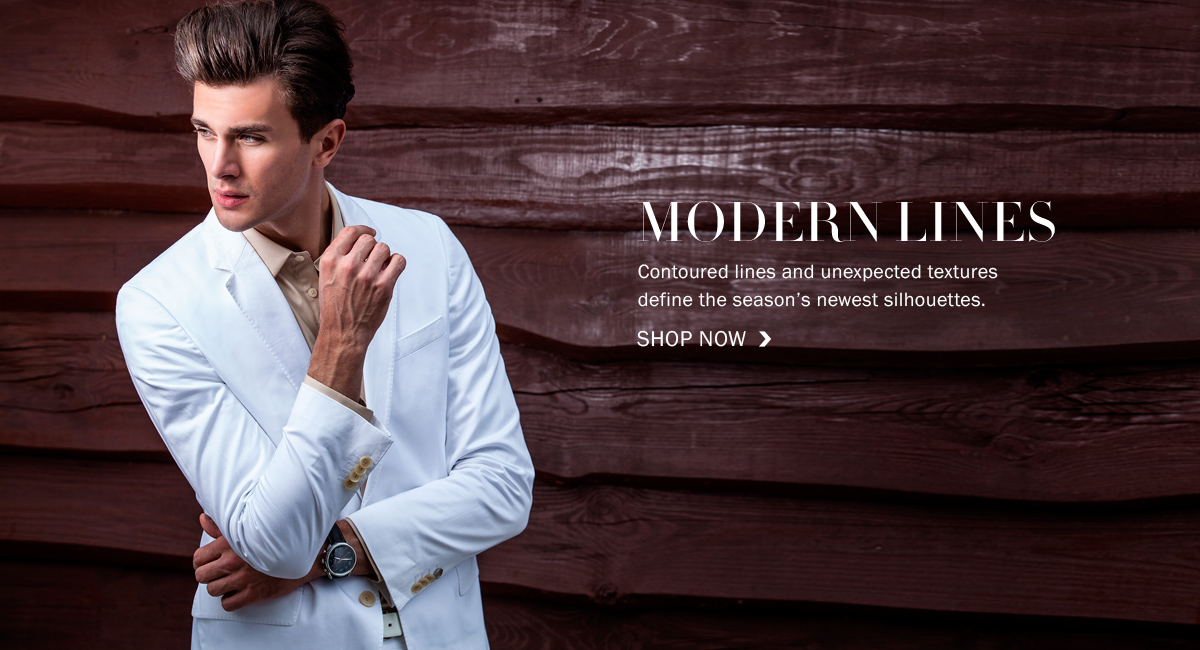 MODERN LINES
Contoured lines and unexpected textures
define the season’s newest silhouettes.
SHOP NOW ❯